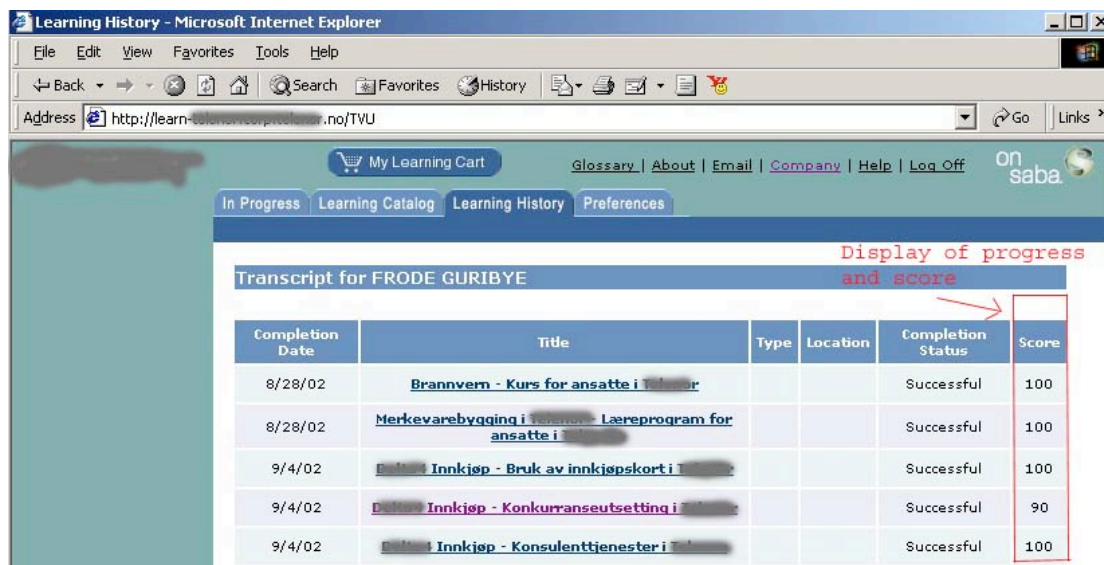 Learning History - Microsoft Internet Explorer
File Edit View Favorites Tools Help
Back Search Favorites History
Address http://learn- .no/TVU Go Links »
My Learning Cart Glossary | About | Email | Company | Help | Log Off on saba
In Progress Learning Catalog Learning History Preferences
Display of progress
and score
Transcript for FRODE GURIBYE
Completion Date Title Type Location Completion Status Score
8/28/02 Brannvern - Kurs for ansatte i Successful 100
8/28/02 Merkevarebygging i - Læreprogram for
ansatte i Successful 100
9/4/02 Innkjøp - Bruk av innkjøpskort i Successful 100
9/4/02 Innkjøp - Konkurranseutsetting i Successful 90
9/4/02 Innkjøp - Konsulenttjenester i Successful 100